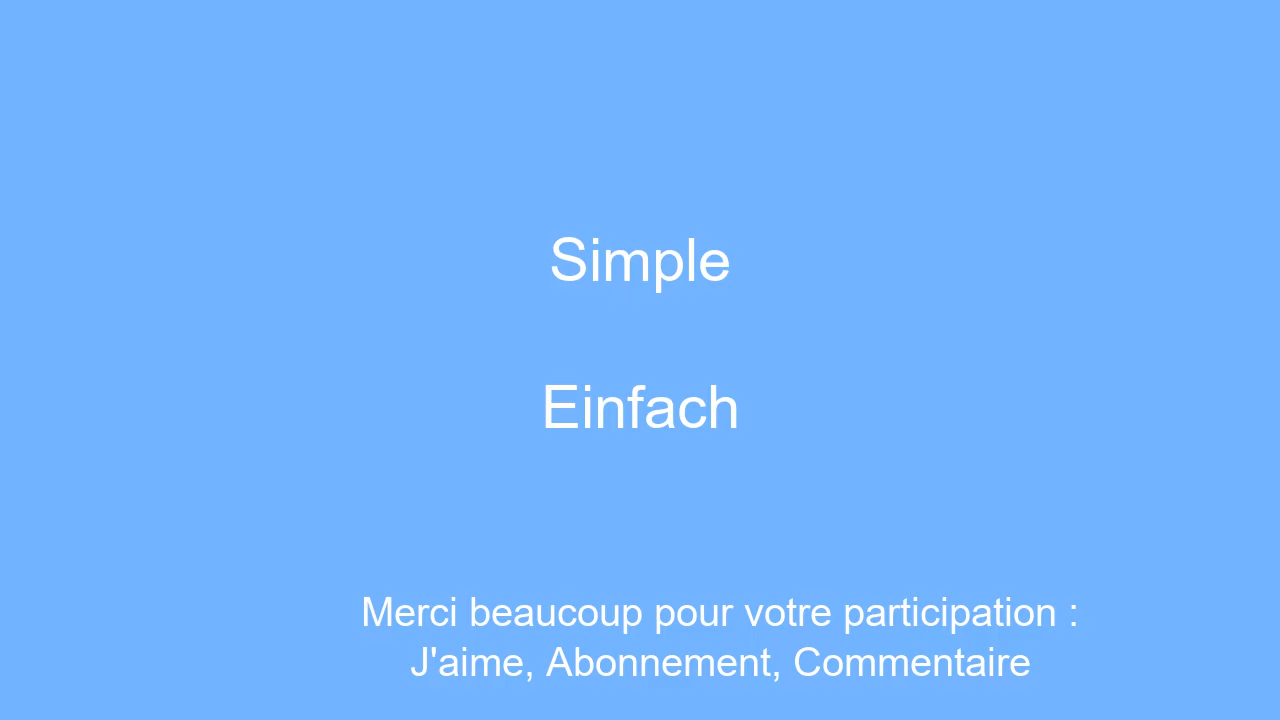 Simple
Einfach
Merci beaucoup pour votre participation :
J'aime, Abonnement, Commentaire